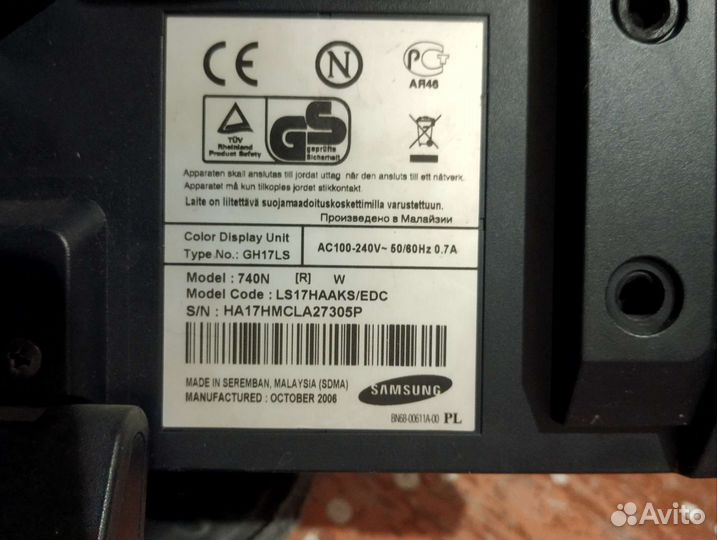 CE
N
РСТ
АЯ46
TÜV
Rheinland
Product Safety
GS
geprüfte
Sicherheit
Apparaten skall anslutas till jordat uttag när den ansluts till ett nätverk.
Apparatet må kun tilkoples jordet stikkontakt.
Laite on liitettävä suojamaadoituskoskettimilla varustettuun.
Произведено в Малайзии
Color Display Unit
Type No.: GH17LS
AC100-240V~ 50/60Hz 0.7A
Model : 740N [R] W
Model Code : LS17HAAKS/EDC
S/N : HA17HMCLA27305P
MADE IN SEREMBAN, MALAYSIA (SDMA)
MANUFACTURED : OCTOBER 2006
SAMSUNG
BN68-00611A-00 PL
Avito